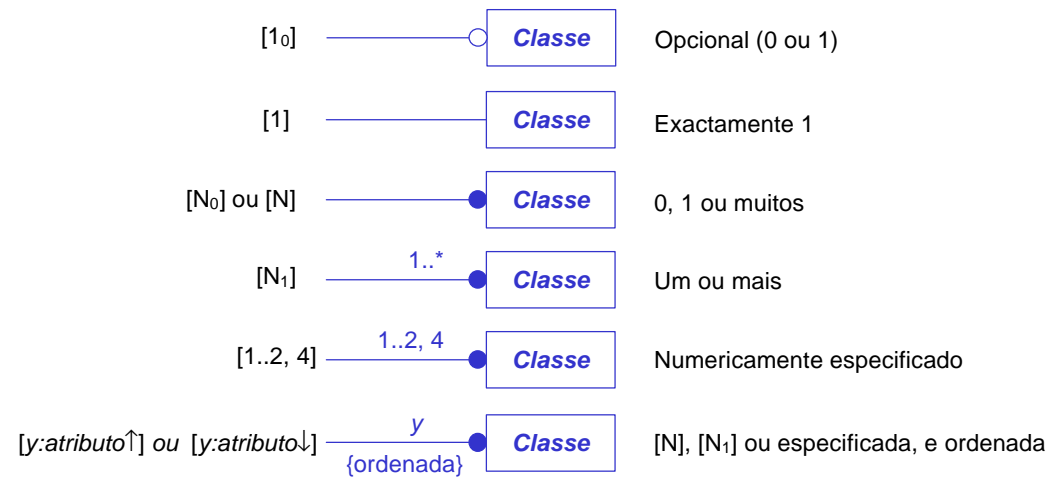 [1₀] Classe Opcional (0 ou 1)
[1] Classe Exactamente 1
[N₀] ou [N] Classe 0, 1 ou muitos
[N₁] 1..* Classe Um ou mais
[1..2, 4] 1..2, 4 Classe Numericamente especificado
[y:atributo↑] ou [y:atributo↓] y Classe [N], [N₁] ou especificada, e ordenada
{ordenada}